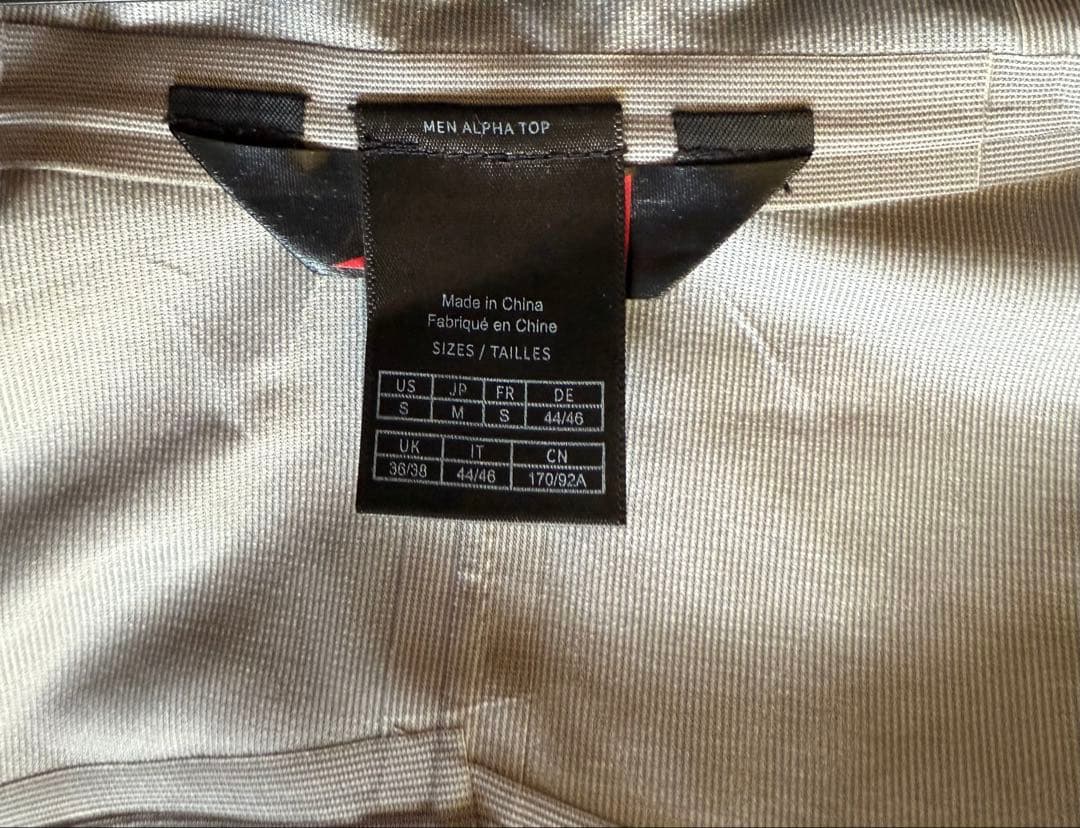 MEN ALPHA TOP
Made in China
Fabriqué en Chine
SIZES / TAILLES
US JP FR DE
S M S 44/46
UK IT CN
36/38 44/46 170/92A